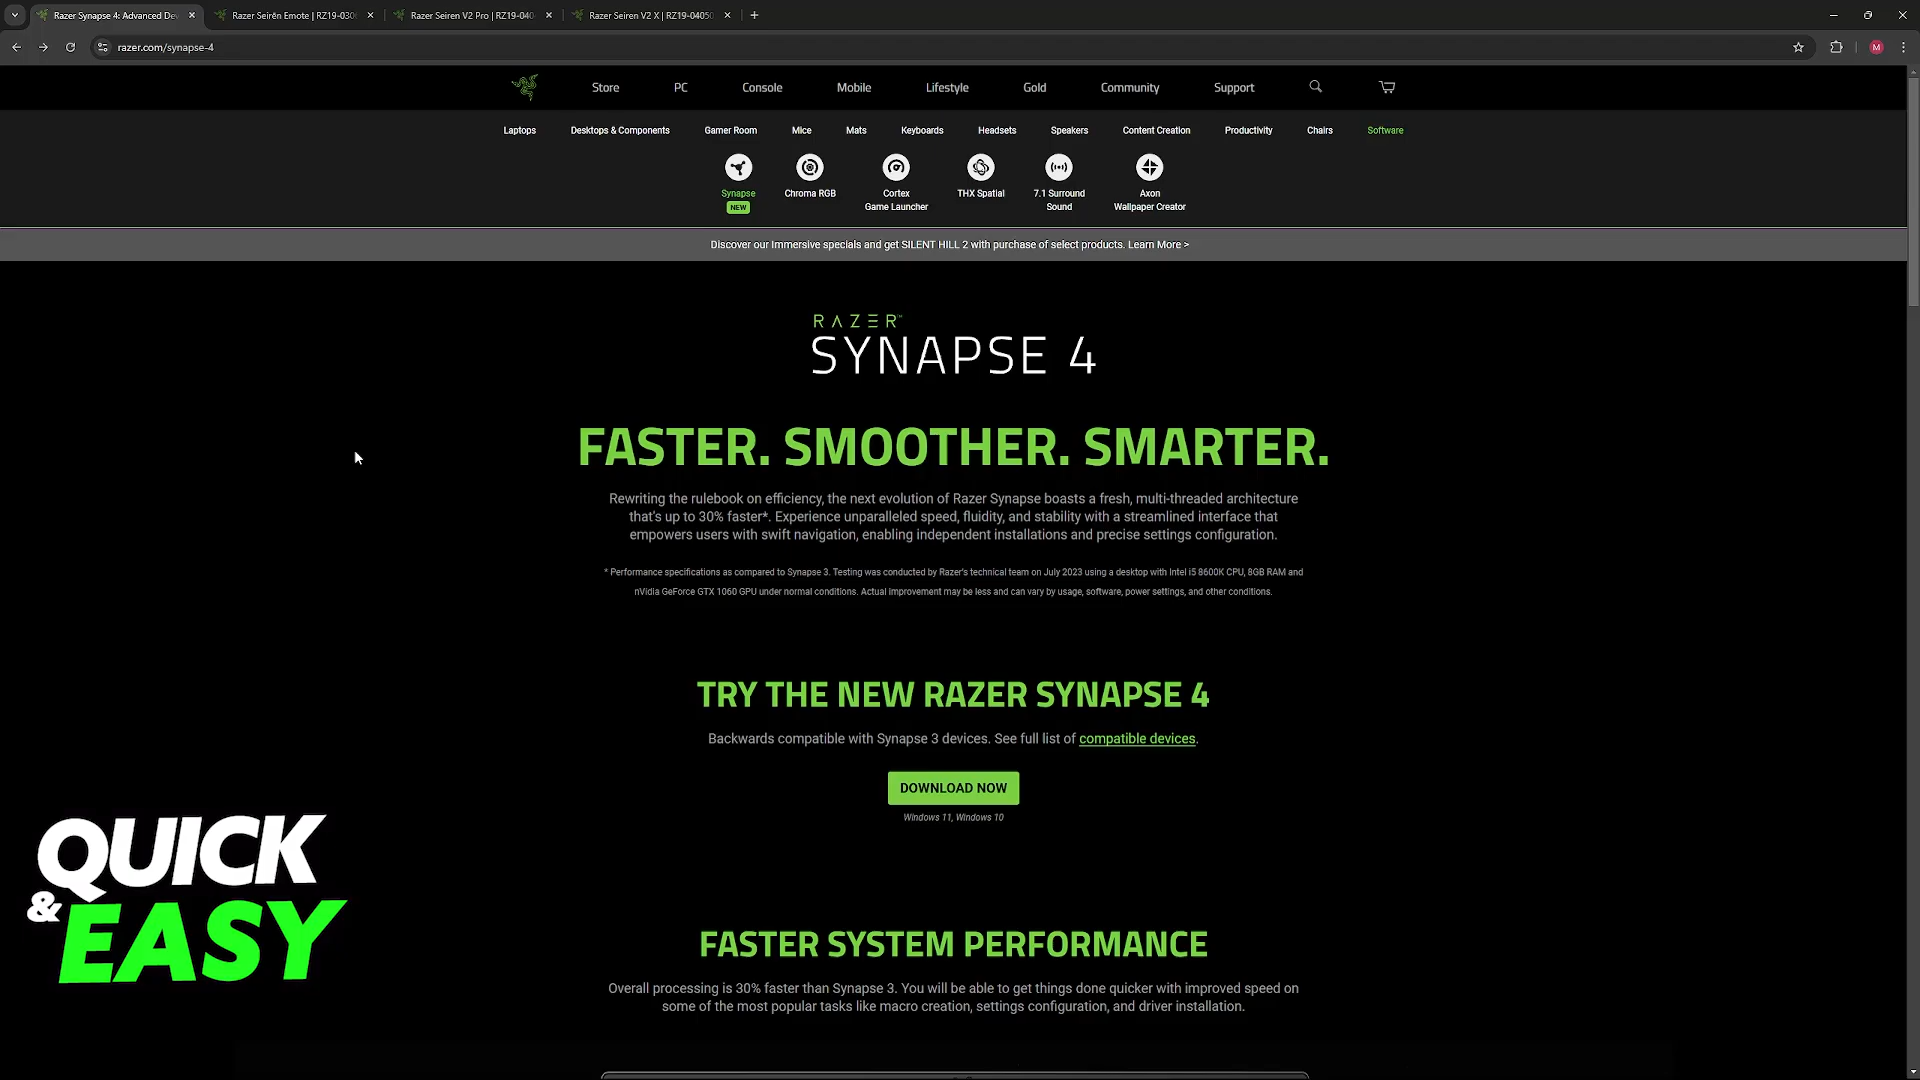 Razer Synapse 4: Advanced De
Razer Seirēn Emote | RZ19-030
Razer Seiren V2 Pro | RZ19-040
Razer Seiren V2 X | RZ19-04050
razer.com/synapse-4
M
Store
PC
Console
Mobile
Lifestyle
Gold
Community
Support
Laptops
Desktops & Components
Gamer Room
Mice
Mats
Keyboards
Headsets
Speakers
Content Creation
Productivity
Chairs
Software
Synapse
NEW
Chroma RGB
Cortex
Game Launcher
THX Spatial
7.1 Surround
Sound
Axon
Wallpaper Creator
Discover our Immersive specials and get SILENT HILL 2 with purchase of select products. Learn More >
RAZER™
SYNAPSE 4
FASTER. SMOOTHER. SMARTER.
Rewriting the rulebook on efficiency, the next evolution of Razer Synapse boasts a fresh, multi-threaded architecture
that's up to 30% faster*. Experience unparalleled speed, fluidity, and stability with a streamlined interface that
empowers users with swift navigation, enabling independent installations and precise settings configuration.
* Performance specifications as compared to Synapse 3. Testing was conducted by Razer's technical team on July 2023 using a desktop with Intel i5 8600K CPU, 8GB RAM and
nVidia GeForce GTX 1060 GPU under normal conditions. Actual improvement may be less and can vary by usage, software, power settings, and other conditions.
TRY THE NEW RAZER SYNAPSE 4
Backwards compatible with Synapse 3 devices. See full list of compatible devices.
DOWNLOAD NOW
Windows 11, Windows 10
QUICK
& EASY
FASTER SYSTEM PERFORMANCE
Overall processing is 30% faster than Synapse 3. You will be able to get things done quicker with improved speed on
some of the most popular tasks like macro creation, settings configuration, and driver installation.